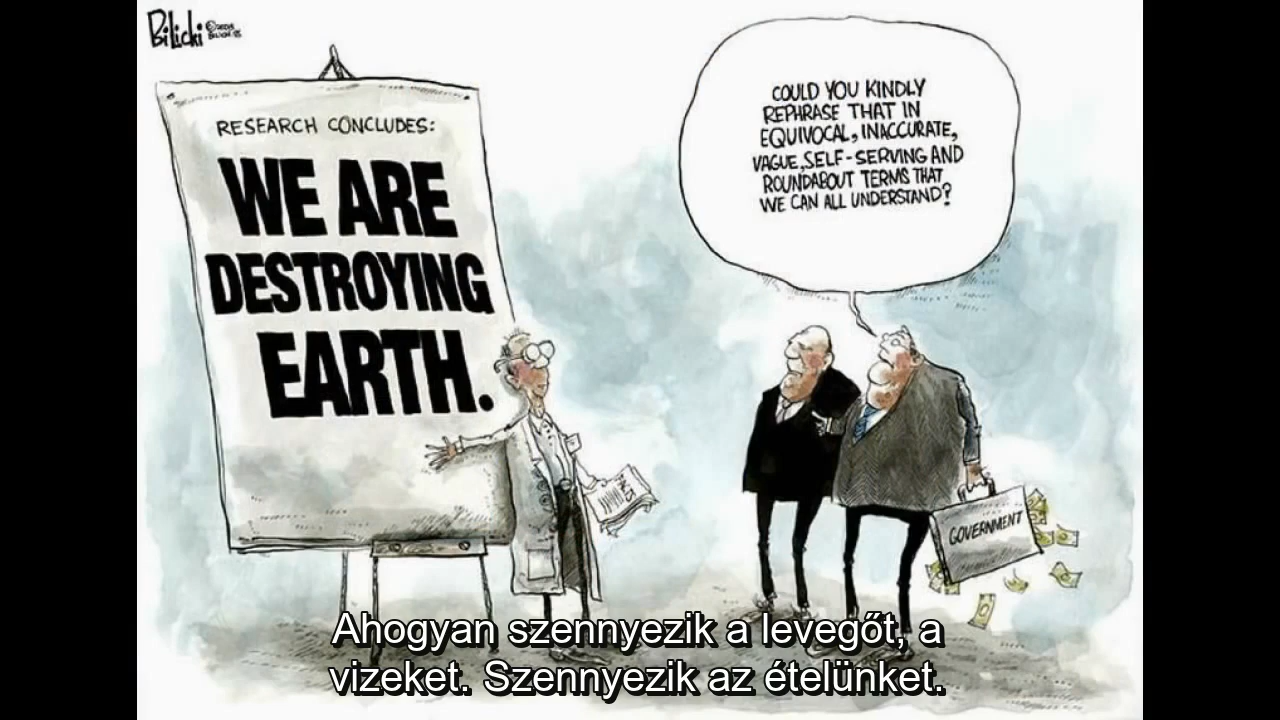 Bilicki
RESEARCH CONCLUDES:
WE ARE
DESTROYING
EARTH.
COULD YOU KINDLY
REPHRASE THAT IN
EQUIVOCAL, INACCURATE,
VAGUE, SELF-SERVING AND
ROUNDABOUT TERMS THAT
WE CAN ALL UNDERSTAND?
FACTS
GOVERNMENT
Ahogyan szennyezik a levegőt, a
vizeket. Szennyezik az ételünket.